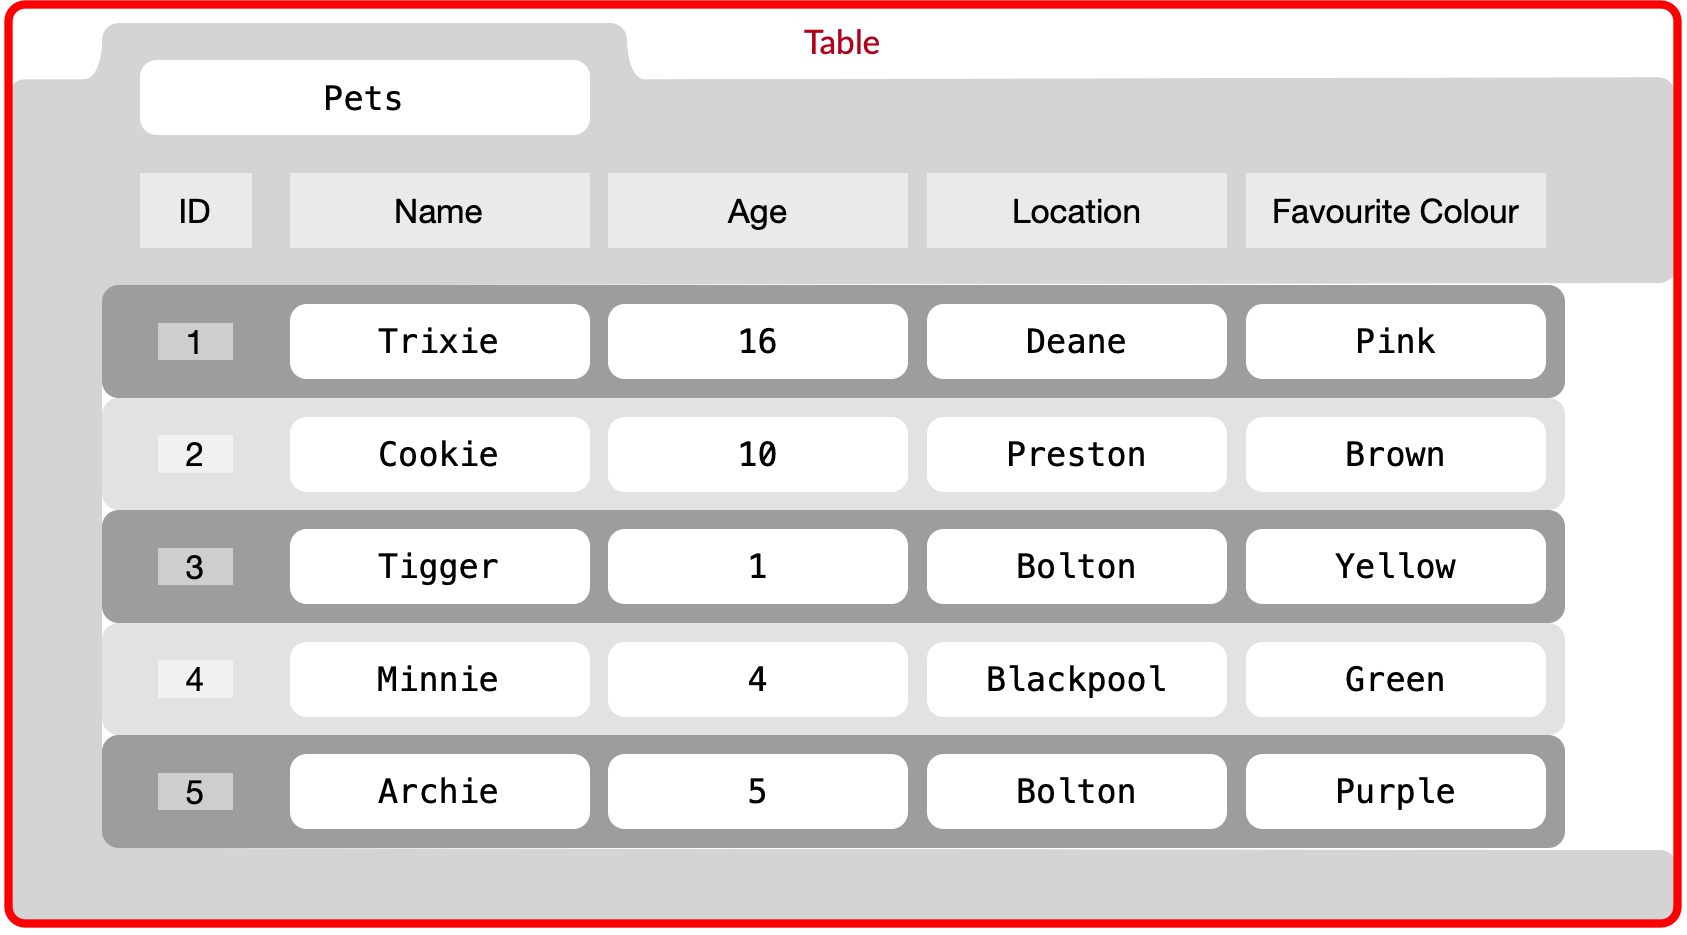 Table
Pets
ID Name Age Location Favourite Colour
1 Trixie 16 Deane Pink
2 Cookie 10 Preston Brown
3 Tigger 1 Bolton Yellow
4 Minnie 4 Blackpool Green
5 Archie 5 Bolton Purple